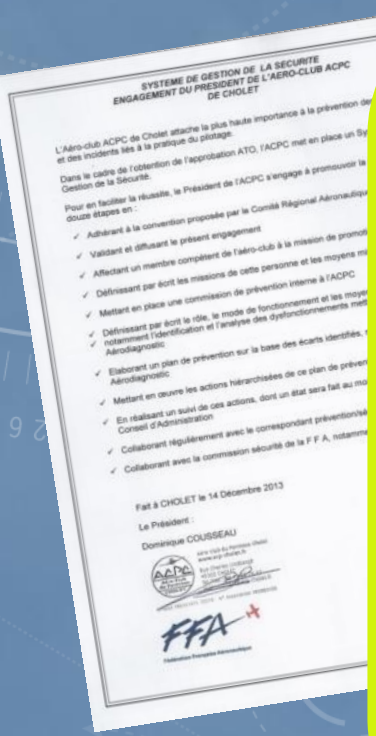 SYSTEME DE GESTION DE LA SECURITE
ENGAGEMENT DU PRESIDENT DE L'AERO-CLUB ACPC
DE CHOLET
L'Aéro-club ACPC de Cholet attache la plus haute importance à la prévention des
et des incidents liés à la pratique du pilotage.
Dans le cadre de l'obtention de l'approbation ATO, l'ACPC met en place un Sy
Gestion de la Sécurité.
Pour en faciliter la réussite, le Président de l'ACPC s'engage à promouvoir la
douze étapes en :
✓ Adhérant à la convention proposée par le Comité Régional Aéronautique
✓ Validant et diffusant le présent engagement
✓ Affectant un membre compétent de l'aéro-club à la mission de promoti
✓ Définissant par écrit les missions de cette personne et les moyens mi
✓ Mettant en place une commission de prévention interne à l'ACPC
✓ Définissant par écrit le rôle, le mode de fonctionnement et les moye
✓ notamment l'identification et l'analyse des dysfonctionnements mett
Aérodiagnostic
✓ Elaborant un plan de prévention sur la base des écarts identifiés,
Aérodiagnostic
✓ Mettant en œuvre les actions hiérarchisées de ce plan de préven
✓ En réalisant un suivi de ces actions, dont un état sera fait au mo
Conseil d'Administration
✓ Collaborant régulièrement avec le correspondant prévention/sé
✓ Collaborant avec la commission sécurité de la F F A, notamme
Fait à CHOLET le 14 Décembre 2013
Le Président :
Dominique COUSSEAU
ACPC
FFA
Fédération Française Aéronautique